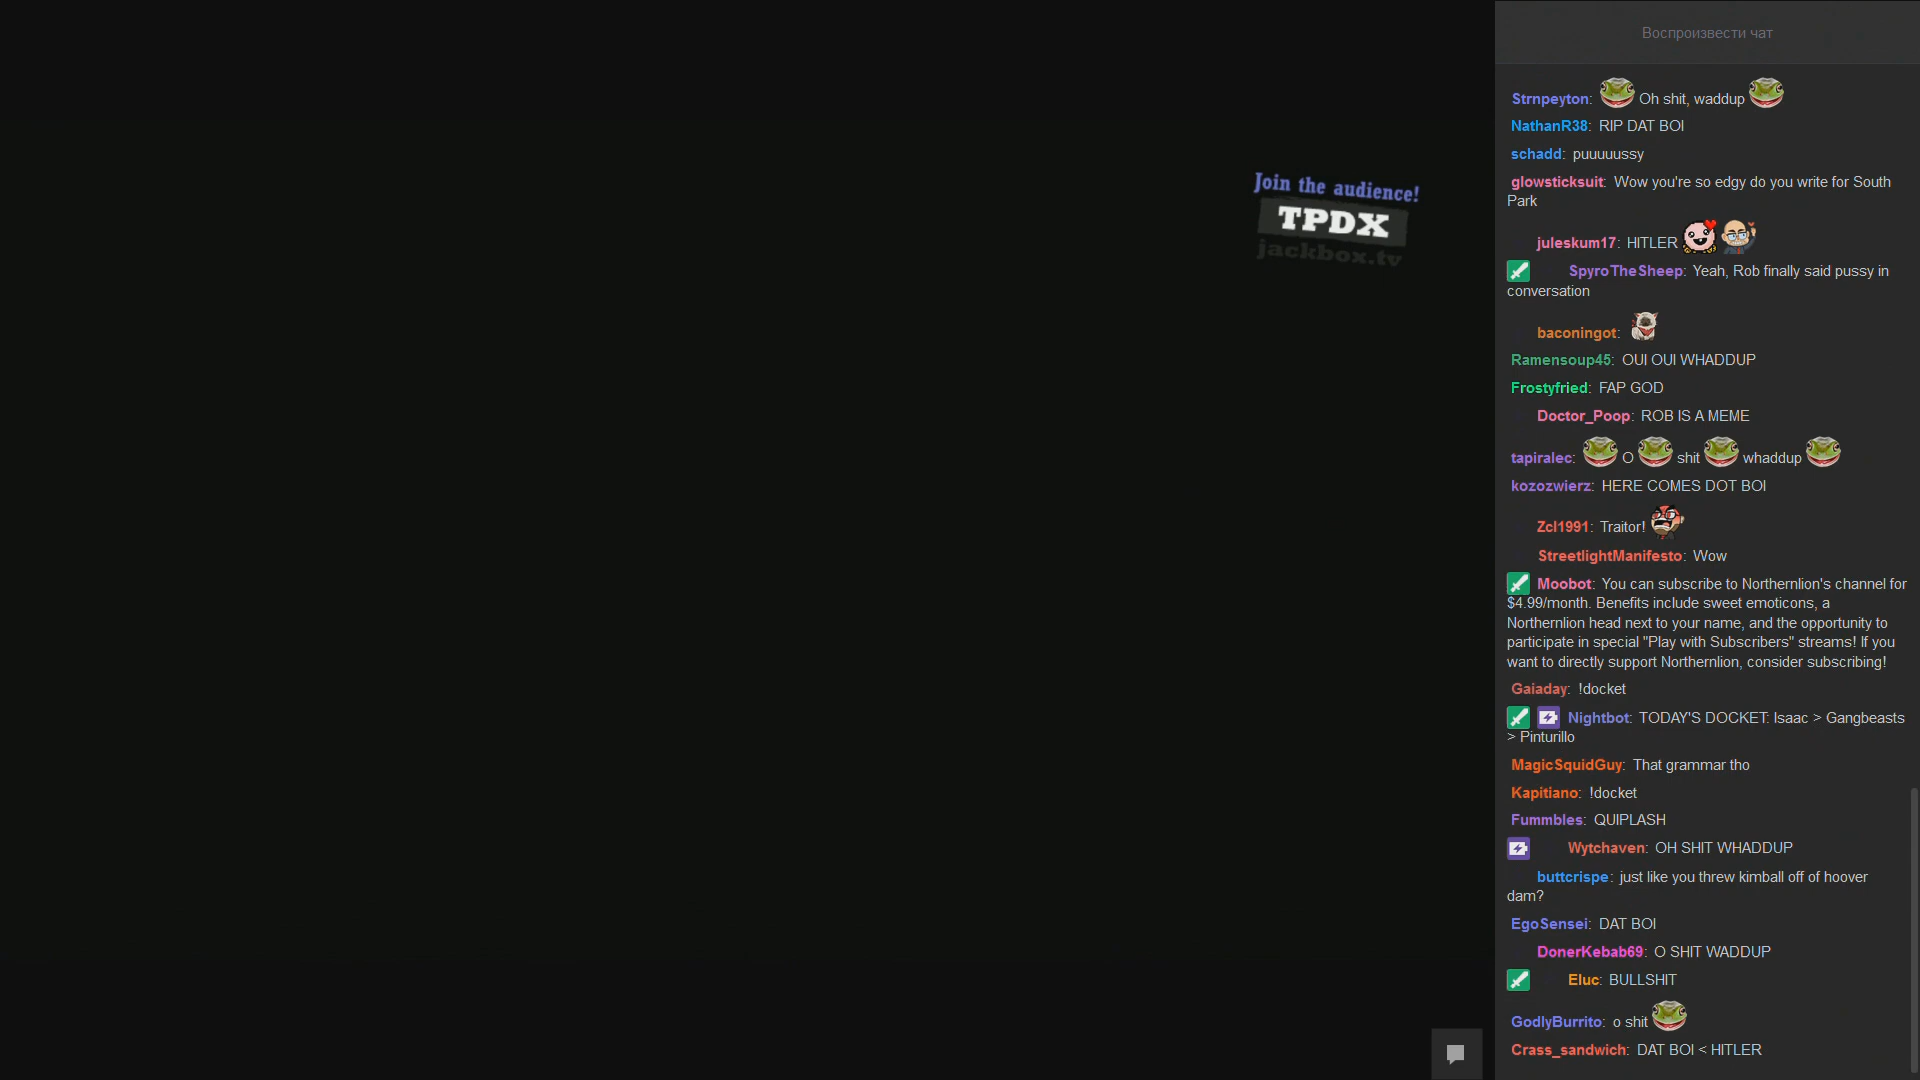 Воспроизвести чат
Strnpeyton: Oh shit, waddup
NathanR38: RIP DAT BOI
schadd: puuuuussy
glowsticksuit: Wow you're so edgy do you write for South
Park
juleskum17: HITLER
SpyroTheSheep: Yeah, Rob finally said pussy in
conversation
baconingot:
Ramensoup45: OUI OUI WHADDUP
Frostyfried: FAP GOD
Doctor_Poop: ROB IS A MEME
tapiralec: O shit whaddup
kozozwierz: HERE COMES DOT BOI
Zcl1991: Traitor!
StreetlightManifesto: Wow
Moobot: You can subscribe to Northernlion's channel for
$4.99/month. Benefits include sweet emoticons, a
Northernlion head next to your name, and the opportunity to
participate in special "Play with Subscribers" streams! If you
want to directly support Northernlion, consider subscribing!
Gaiaday: !docket
Nightbot: TODAY'S DOCKET: Isaac > Gangbeasts
> Pinturillo
MagicSquidGuy: That grammar tho
Kapitiano: !docket
Fummbles: QUIPLASH
Wytchaven: OH SHIT WHADDUP
buttcrispe: just like you threw kimball off of hoover
dam?
EgoSensei: DAT BOI
DonerKebab69: O SHIT WADDUP
Eluc: BULLSHIT
GodlyBurrito: o shit
Crass_sandwich: DAT BOI < HITLER
Join the audience!
TPDX
jackbox.tv